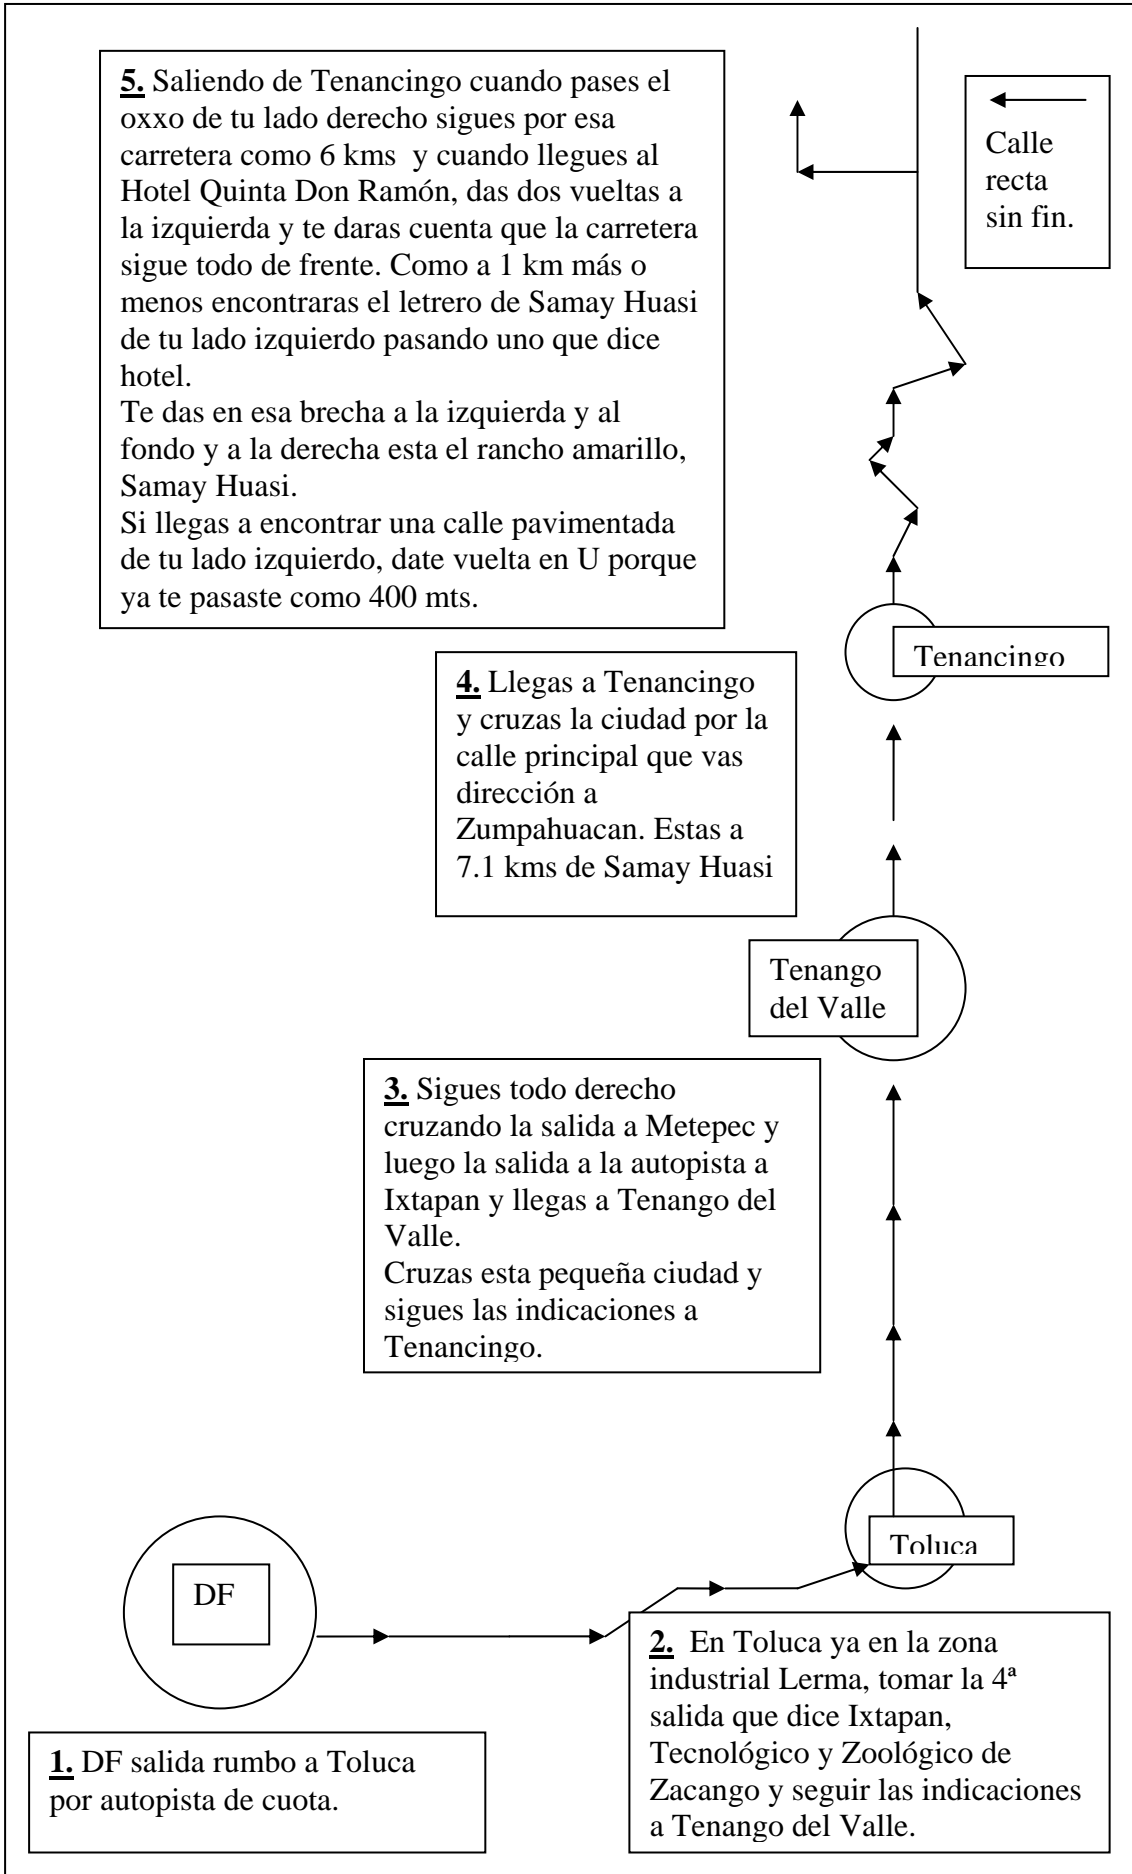 5. Saliendo de Tenancingo cuando pases el
oxxo de tu lado derecho sigues por esa
carretera como 6 kms y cuando llegues al
Hotel Quinta Don Ramón, das dos vueltas a
la izquierda y te daras cuenta que la carretera
sigue todo de frente. Como a 1 km más o
menos encontraras el letrero de Samay Huasi
de tu lado izquierdo pasando uno que dice
hotel.
Te das en esa brecha a la izquierda y al
fondo y a la derecha esta el rancho amarillo,
Samay Huasi.
Si llegas a encontrar una calle pavimentada
de tu lado izquierdo, date vuelta en U porque
ya te pasaste como 400 mts.
Calle
recta
sin fin.
Tenancingo
4. Llegas a Tenancingo
y cruzas la ciudad por la
calle principal que vas
dirección a
Zumpahuacan. Estas a
7.1 kms de Samay Huasi
Tenango
del Valle
3. Sigues todo derecho
cruzando la salida a Metepec y
luego la salida a la autopista a
Ixtapan y llegas a Tenango del
Valle.
Cruzas esta pequeña ciudad y
sigues las indicaciones a
Tenancingo.
Toluca
DF
2. En Toluca ya en la zona
industrial Lerma, tomar la 4ª
salida que dice Ixtapan,
Tecnológico y Zoológico de
Zacango y seguir las indicaciones
a Tenango del Valle.
1. DF salida rumbo a Toluca
por autopista de cuota.